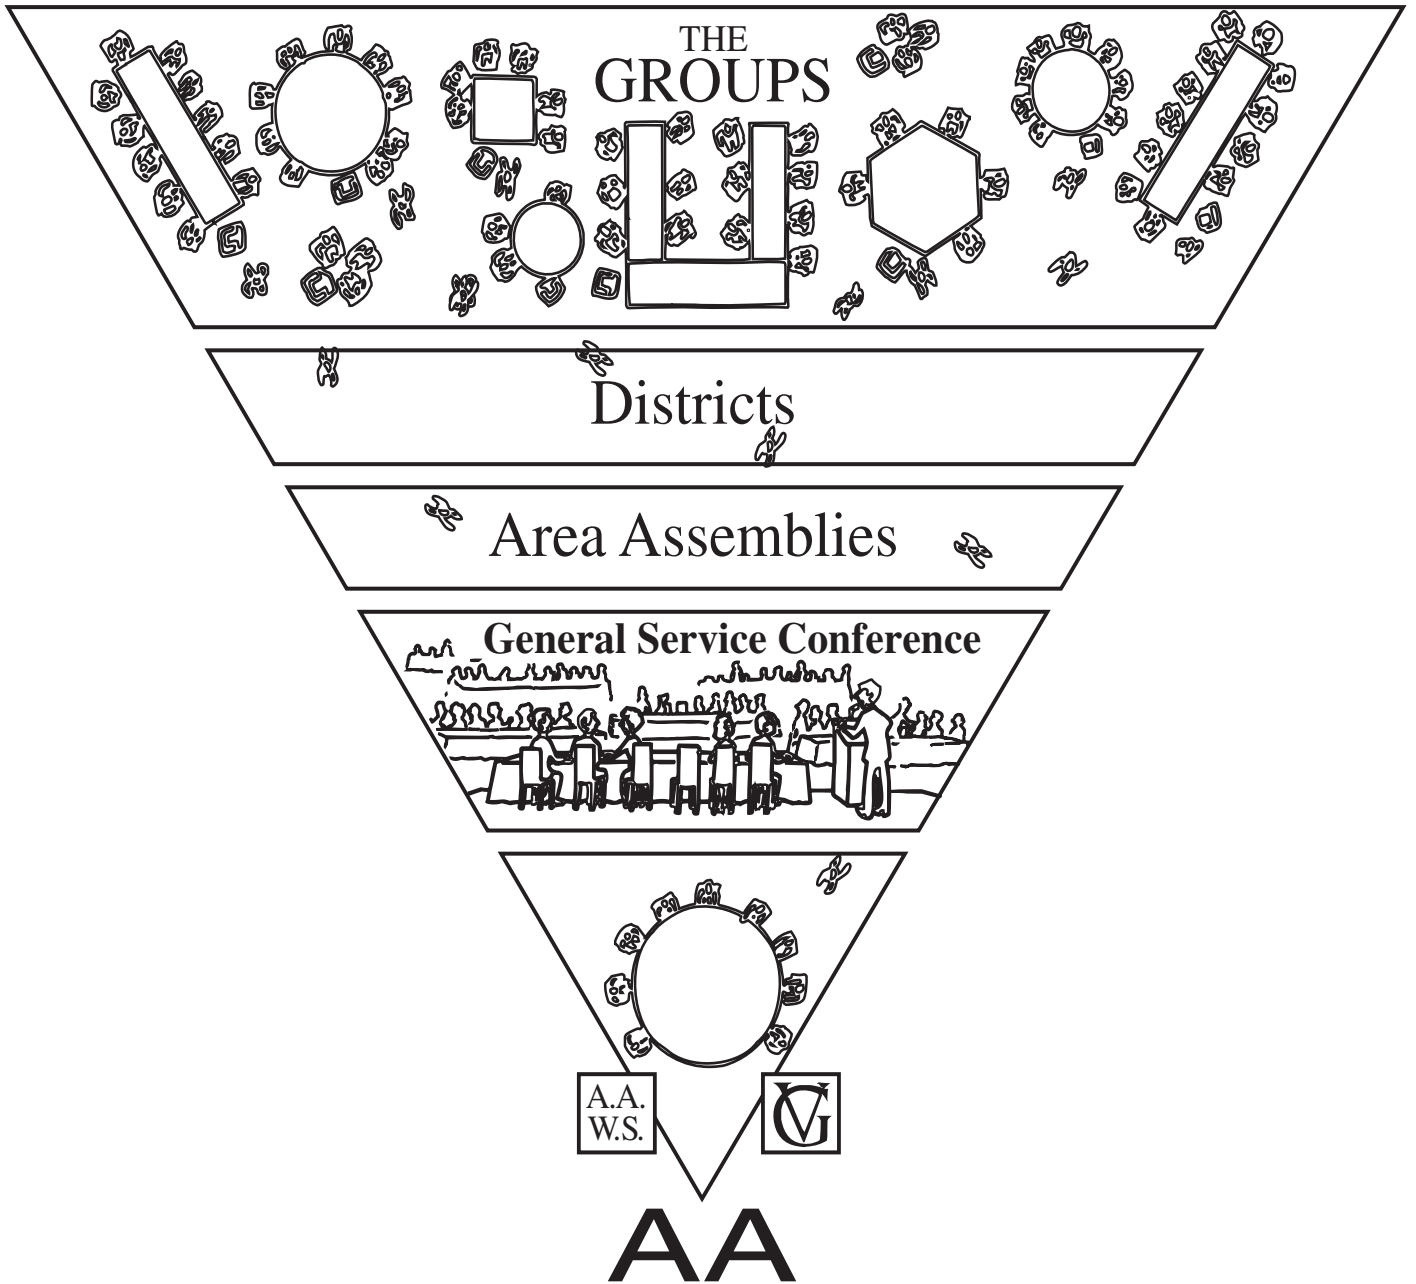 THE
GROUPS
Districts
Area Assemblies
General Service Conference
A.A.
W.S.
GV
AA